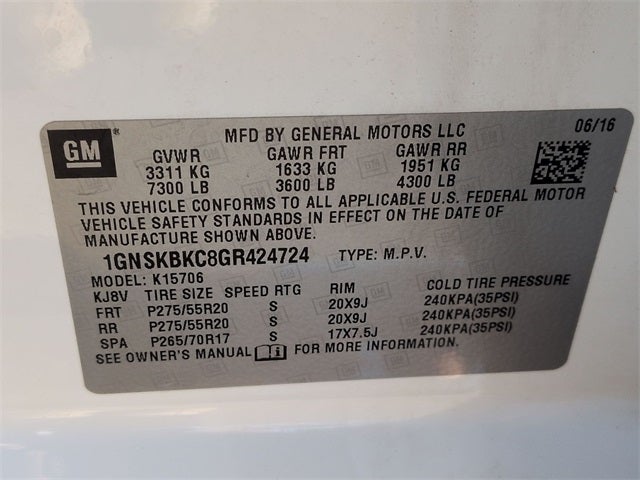 GM
MFD BY GENERAL MOTORS LLC 06/16
GVWR GAWR FRT GAWR RR
3311 KG 1633 KG 1951 KG
7300 LB 3600 LB 4300 LB
THIS VEHICLE CONFORMS TO ALL APPLICABLE U.S. FEDERAL MOTOR
VEHICLE SAFETY STANDARDS IN EFFECT ON THE DATE OF
MANUFACTURE SHOWN ABOVE.
1GNSKBKC8GR424724 TYPE: M.P.V.
MODEL: K15706
KJ8V TIRE SIZE SPEED RTG RIM COLD TIRE PRESSURE
FRT P275/55R20 S 20X9J 240KPA(35PSI)
RR P275/55R20 S 20X9J 240KPA(35PSI)
SPA P265/70R17 S 17X7.5J 240KPA(35PSI)
SEE OWNER'S MANUAL FOR MORE INFORMATION.